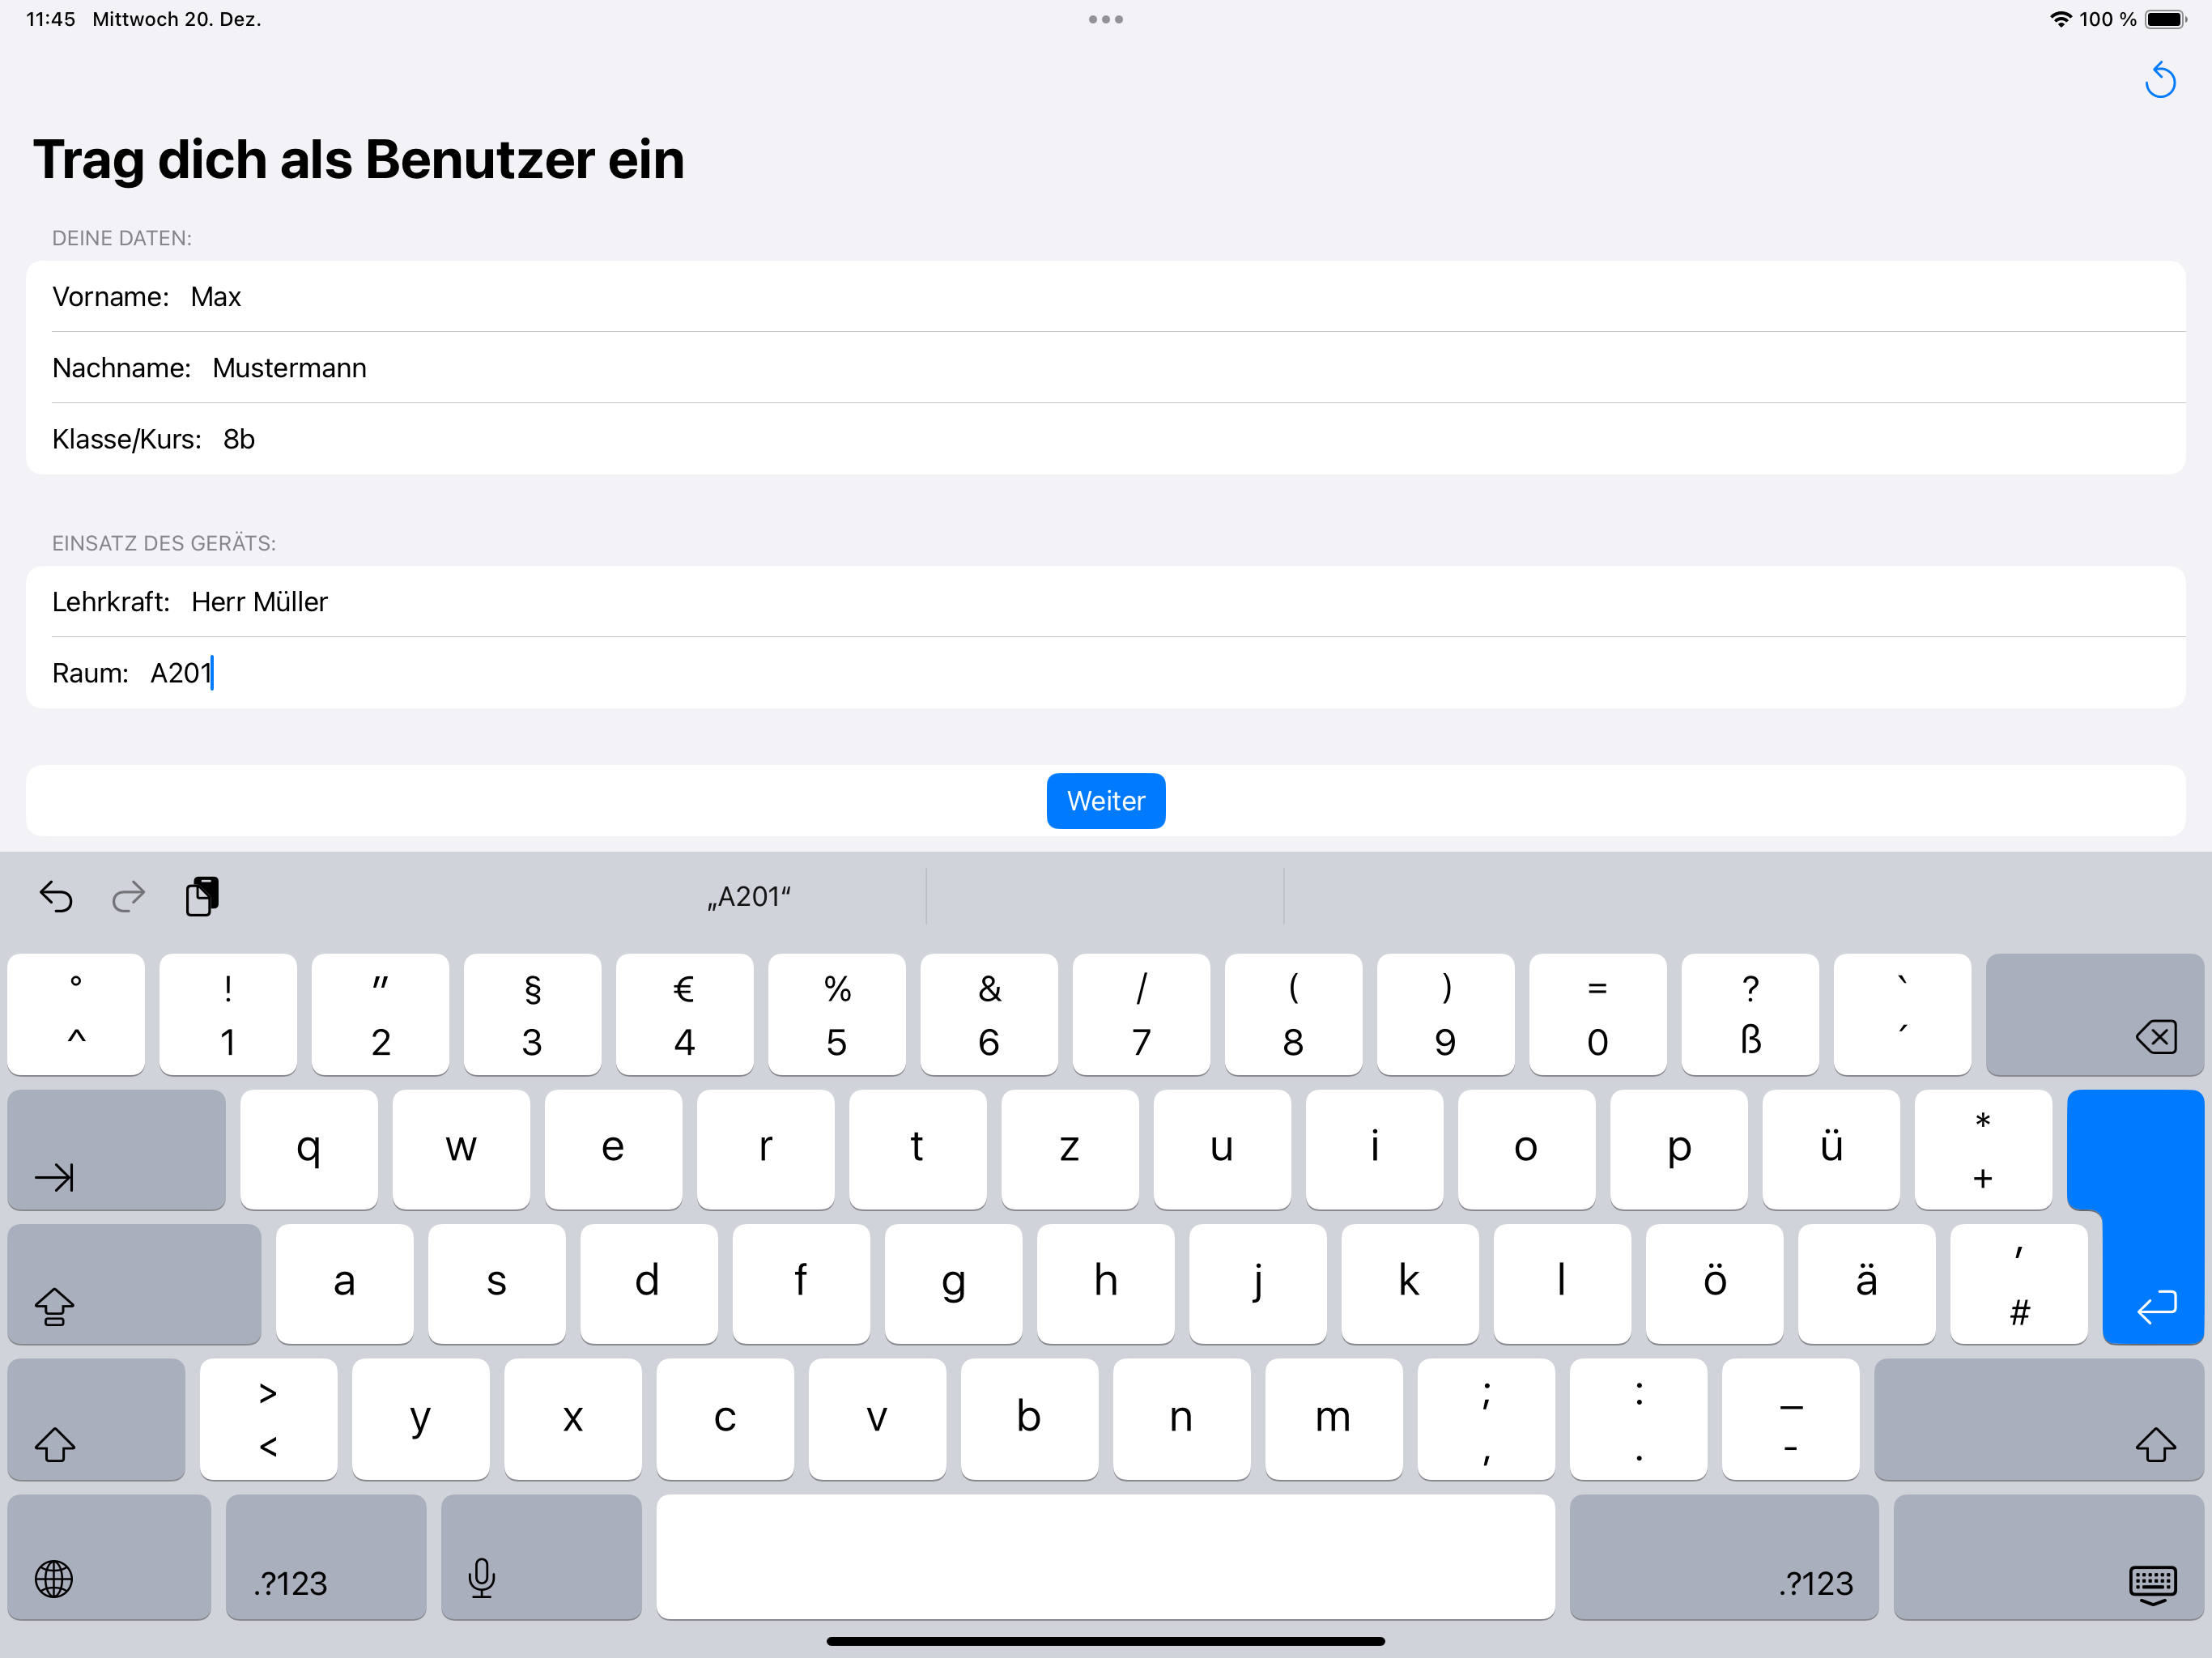 11:45 Mittwoch 20. Dez.
100 %
Trag dich als Benutzer ein
DEINE DATEN:
Vorname: Max
Nachname: Mustermann
Klasse/Kurs: 8b
EINSATZ DES GERÄTS:
Lehrkraft: Herr Müller
Raum: A201
Weiter
„A201“
° ! " § € % & / ( ) = ? `
^ 1 2 3 4 5 6 7 8 9 0 ß ´
q w e r t z u i o p ü * +
a s d f g h j k l ö ä ' #
> < y x c v b n m ; , : . _ -
.?123 .?123